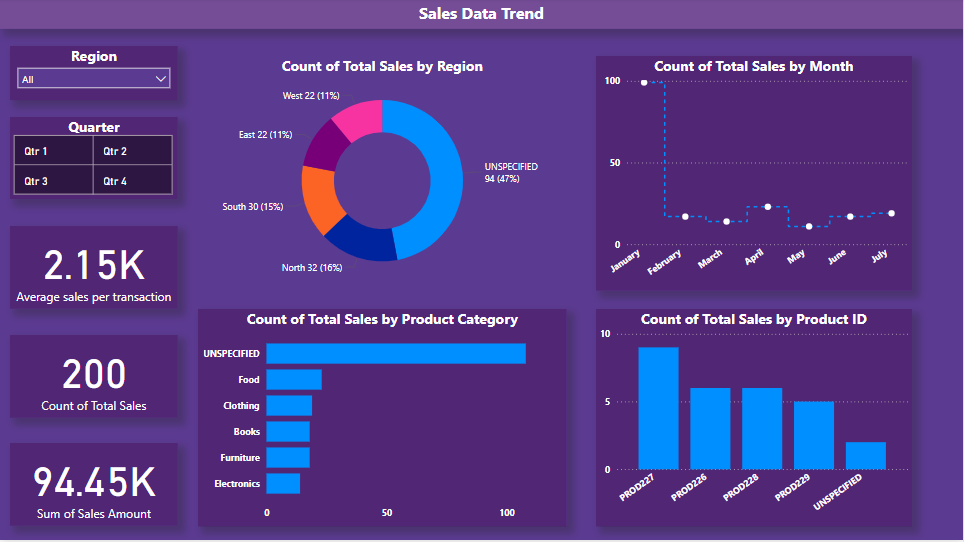 Sales Data Trend
Region
All
Quarter
Qtr 1
Qtr 2
Qtr 3
Qtr 4
2.15K
Average sales per transaction
200
Count of Total Sales
94.45K
Sum of Sales Amount
Count of Total Sales by Region
West 22 (11%)
East 22 (11%)
South 30 (15%)
North 32 (16%)
UNSPECIFIED
94 (47%)
Count of Total Sales by Month
100
50
0
January
February
March
April
May
June
July
Count of Total Sales by Product Category
UNSPECIFIED
Food
Clothing
Books
Furniture
Electronics
0
50
100
Count of Total Sales by Product ID
10
5
0
PROD227
PROD226
PROD228
PROD229
UNSPECIFIED